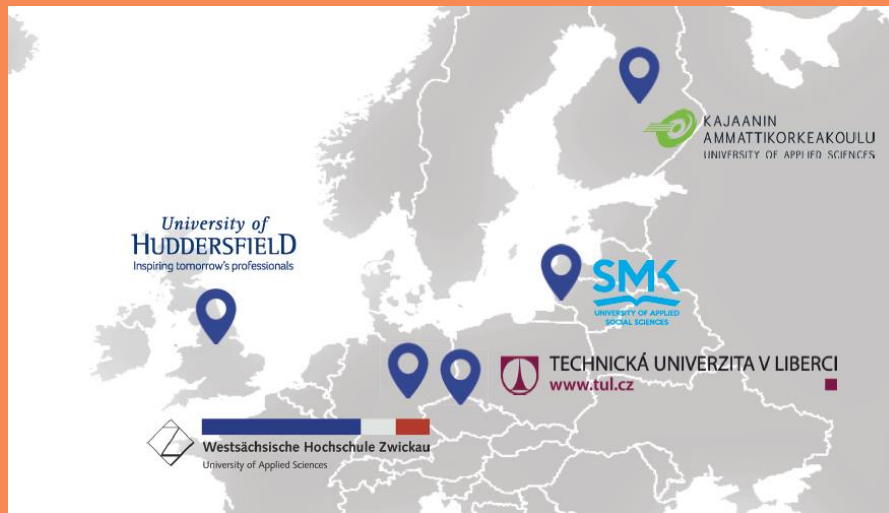 KAJAANIN
AMMATTIKORKEAKOULU
UNIVERSITY OF APPLIED SCIENCES
University of
HUDDERSFIELD
Inspiring tomorrow's professionals
SMK
UNIVERSITY OF APPLIED
SOCIAL SCIENCES
TECHNICKÁ UNIVERZITA V LIBERCI
www.tul.cz
Westsächsische Hochschule Zwickau
University of Applied Sciences